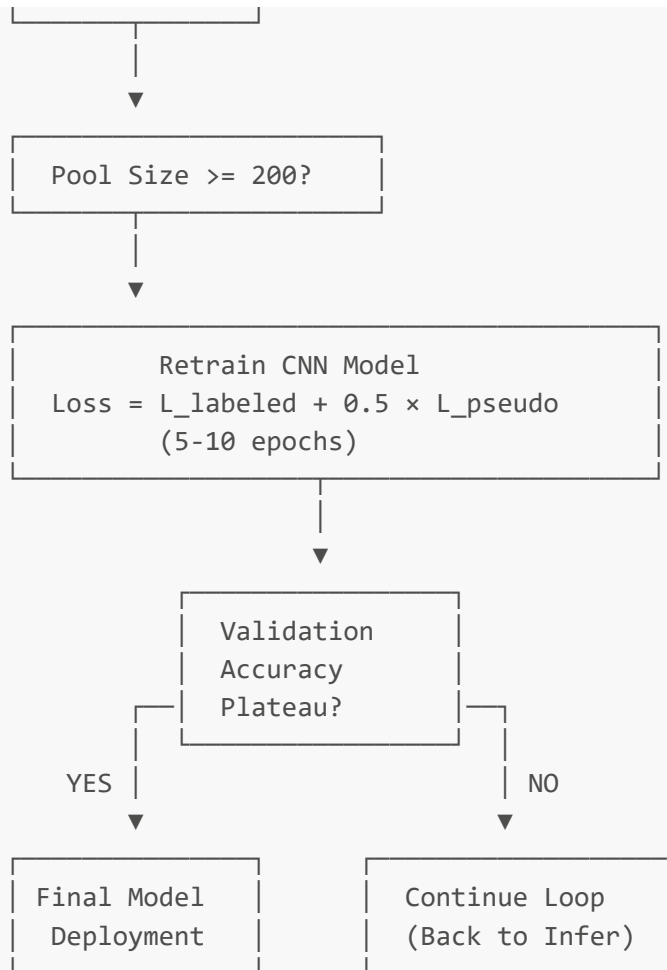 Pool Size >= 200?
Retrain CNN Model
Loss = L_labeled + 0.5 × L_pseudo
(5-10 epochs)
Validation
Accuracy
Plateau?
YES
NO
Final Model
Deployment
Continue Loop
(Back to Infer)